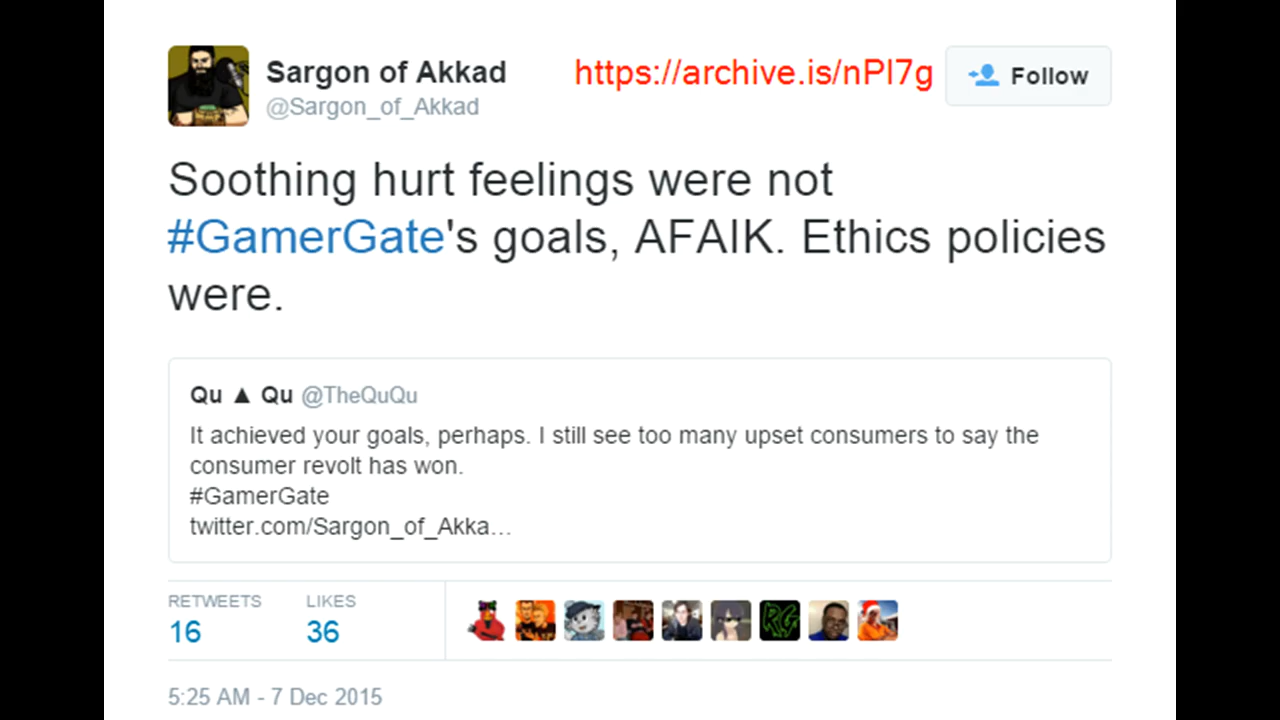 Sargon of Akkad
@Sargon_of_Akkad
https://archive.is/nPI7g
Follow
Soothing hurt feelings were not
#GamerGate's goals, AFAIK. Ethics policies
were.
Qu ▲ Qu @TheQuQu
It achieved your goals, perhaps. I still see too many upset consumers to say the
consumer revolt has won.
#GamerGate
twitter.com/Sargon_of_Akka…
RETWEETS LIKES
16 36
RG
5:25 AM - 7 Dec 2015